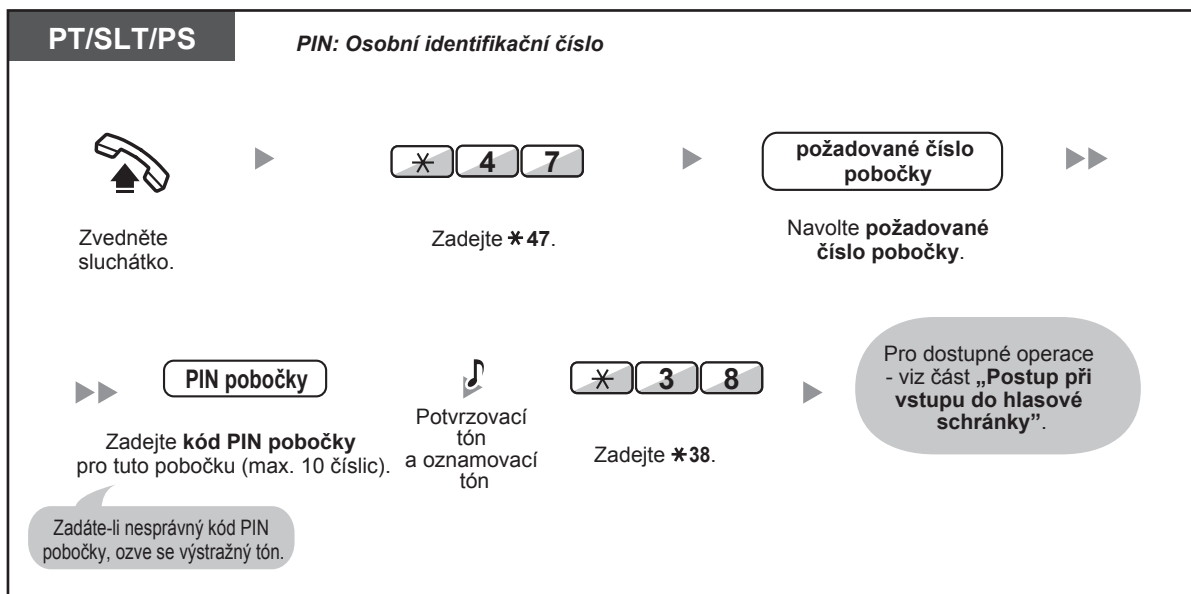 PT/SLT/PS
PIN: Osobní identifikační číslo
Zvedněte
sluchátko.
* 4 7
Zadejte *47.
požadované číslo
pobočky
Navolte požadované
číslo pobočky.
PIN pobočky
Zadejte kód PIN pobočky
pro tuto pobočku (max. 10 číslic).
Zadáte-li nesprávný kód PIN
pobočky, ozve se výstražný tón.
Potvrzovací
tón
a oznamovací
tón
* 3 8
Zadejte *38.
Pro dostupné operace
- viz část „Postup při
vstupu do hlasové
schránky”.